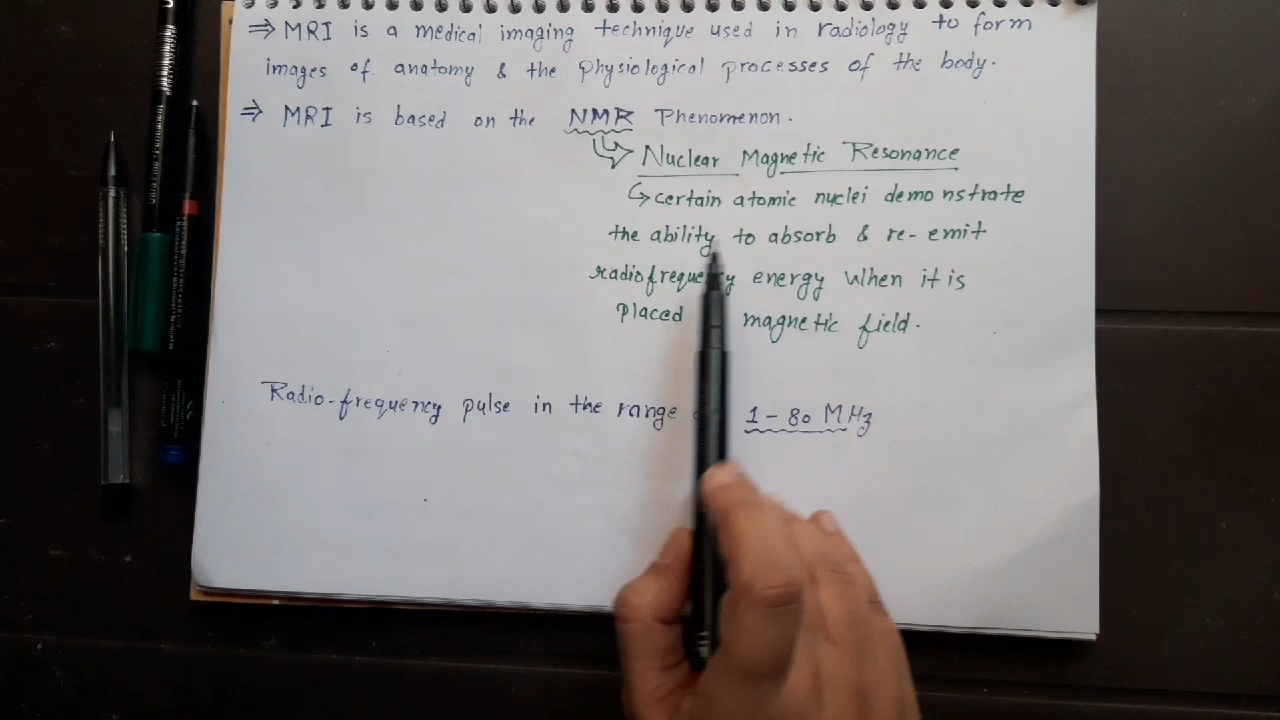 ⇒ MRI is a medical imaging technique used in radiology to form
images of anatomy & the physiological processes of the body.
⇒ MRI is based on the NMR Phenomenon.
Nuclear Magnetic Resonance
certain atomic nuclei demonstrate
the ability to absorb & re-emit
radiofrequency energy when it is
placed magnetic field.
Radio-frequency pulse in the range 1-80 MHz